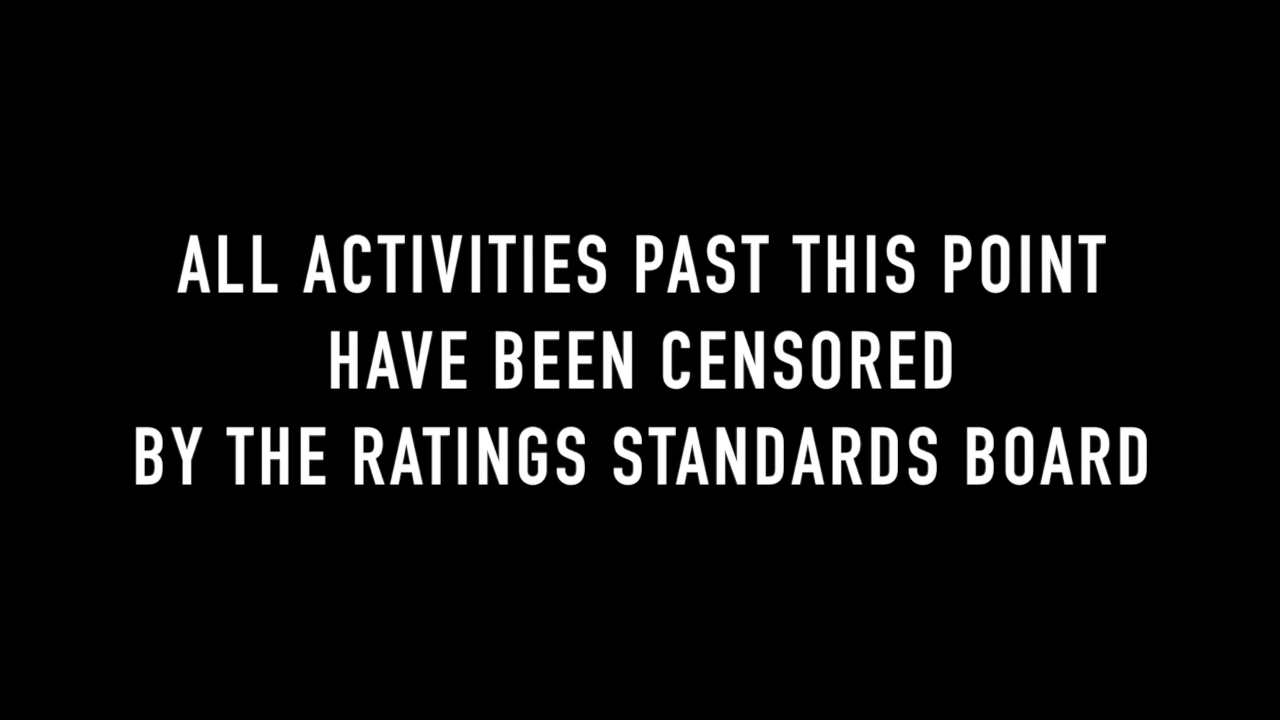 ALL ACTIVITIES PAST THIS POINT
HAVE BEEN CENSORED
BY THE RATINGS STANDARDS BOARD